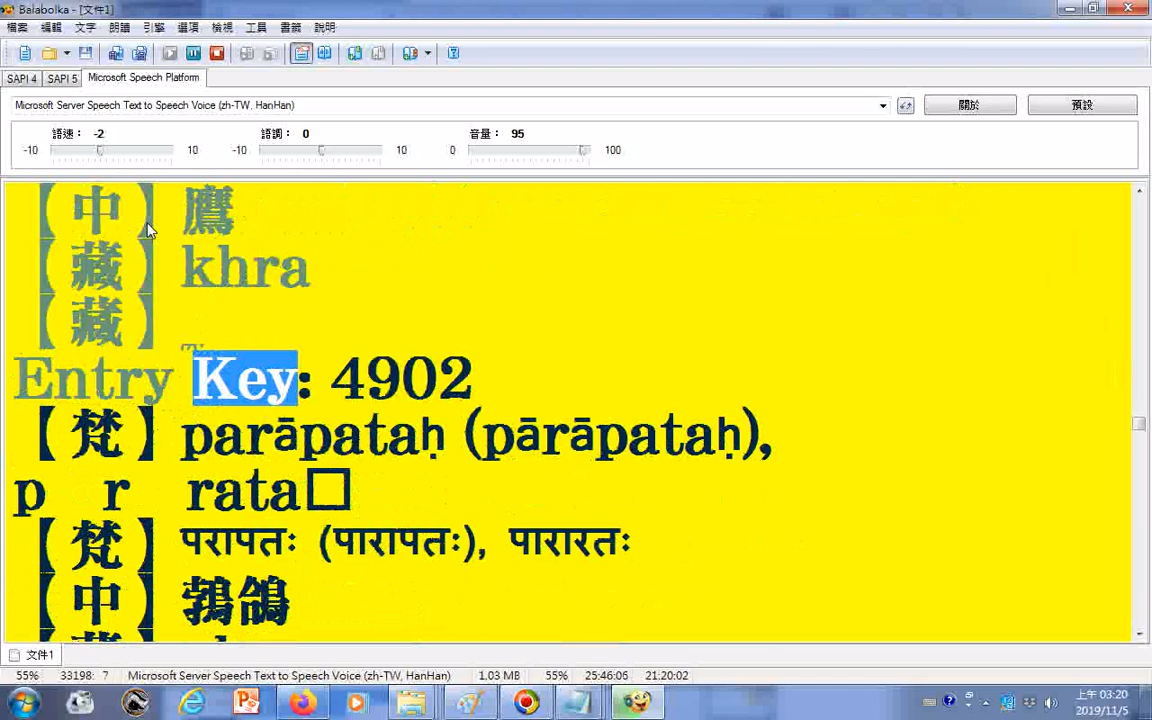 Balabolka - [文件1]
檔案 編輯 文字 朗讀 引擎 選項 檢視 工具 書籤 說明
SAPI 4 SAPI 5 Microsoft Speech Platform
Microsoft Server Speech Text to Speech Voice (zh-TW, HanHan) 關於 預設
語速： -2 語調： 0 音量： 95
-10 10 -10 10 0 100
【中】鷹
【藏】khra
【藏】
Entry Key: 4902
【梵】parāpataḥ (pārāpataḥ),
p r rata□
【梵】परापतः (पारापतः), पारारतः
【中】鵓鴿
文件1
55% 33198: ? Microsoft Server Speech Text to Speech Voice (zh-TW, HanHan) 1.03 MB 55% 25:46:06 21:20:02
上午 03:20
2019/11/5